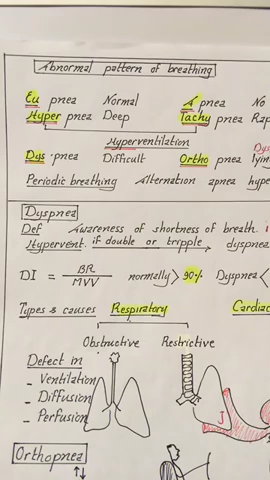 Abnormal pattern of breathing
Eu pnea Normal A pnea No
Hyper pnea Deep Tachy pnea Rap
Hyperventilation
Dys-pnea Difficult Ortho pnea Dys lyin
Periodic breathing Alternation apnea hype
Dyspnea
Def Awareness of shortness of breath. i
Hypervent. if double or tripple → dyspnea
DI = BR / MVV normally > 90% Dyspnea <
Types & causes Respiratory Cardiac
Obstructive Restrictive
Defect in
- Ventilation
- Diffusion
- Perfusion
Orthopnea